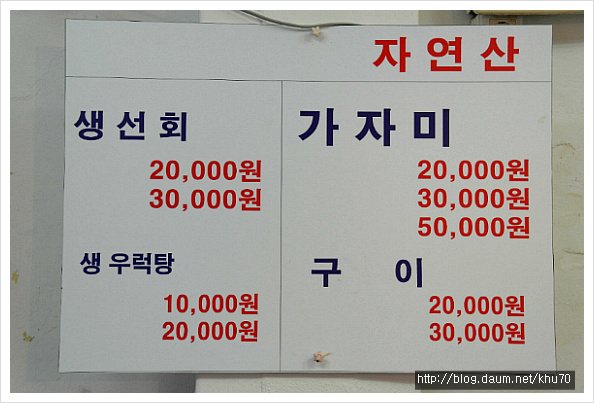 자연산
생선회
20,000원
30,000원
생 우럭탕
10,000원
20,000원
가자미
20,000원
30,000원
50,000원
구 이
20,000원
30,000원
http://blog.daum.net/khu70